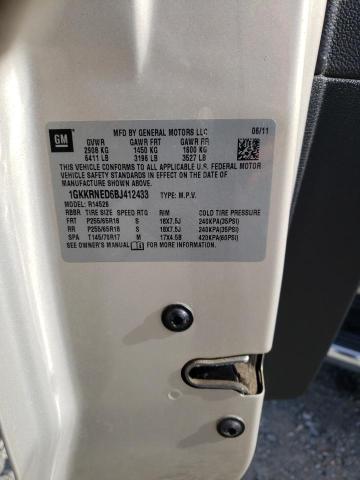 GM
MFD BY GENERAL MOTORS LLC
06/11
GVWR GAWR FRT GAWR RR
2908 KG 1450 KG 1600 KG
6411 LB 3196 LB 3527 LB
THIS VEHICLE CONFORMS TO ALL APPLICABLE U.S. FEDERAL MOTOR
VEHICLE SAFETY STANDARDS IN EFFECT ON THE DATE OF
MANUFACTURE SHOWN ABOVE.
1GKKRNED6BJ412433 TYPE: M.P.V.
MODEL: R14526
RBBR TIRE SIZE SPEED RTG RIM COLD TIRE PRESSURE
FRT P255/65R18 S 18X7.5J 240KPA(35PSI)
RR P255/65R18 S 18X7.5J 240KPA(35PSI)
SPA T145/70R17 M 17X4.5B 420KPA(60PSI)
SEE OWNER'S MANUAL FOR ADDITIONAL INFORMATION.